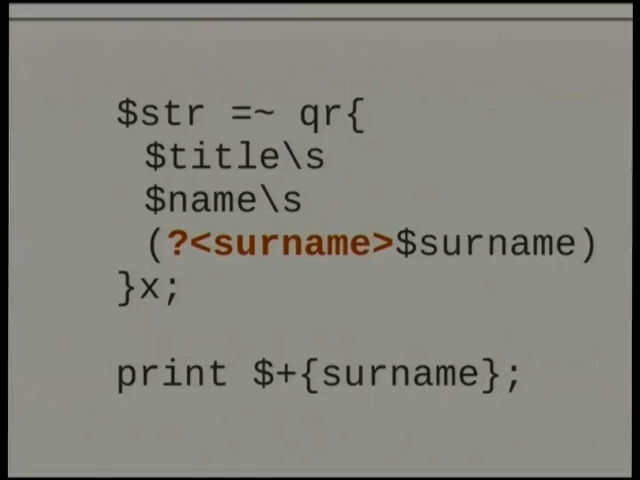 $str =~ qr{
$title\s
$name\s
(?<surname>$surname)
}x;
print $+{surname};